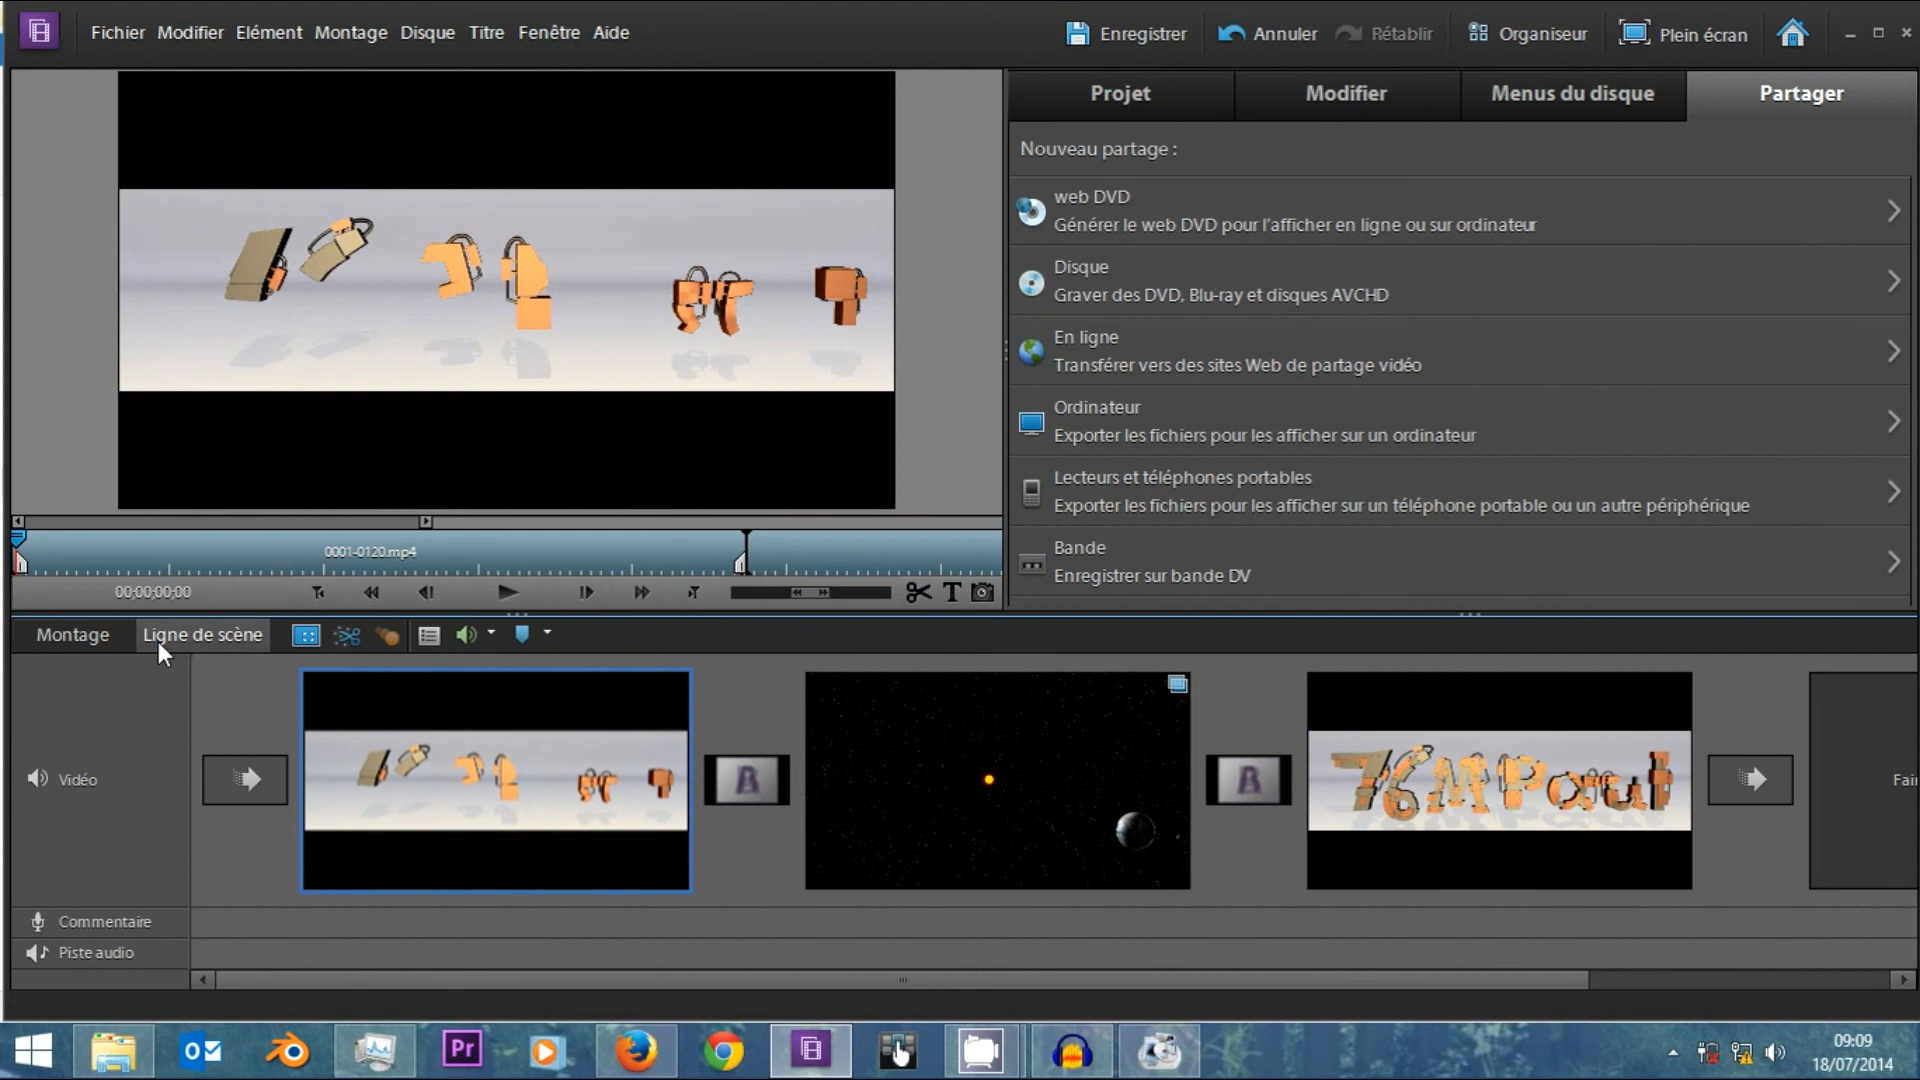 Fichier Modifier Elément Montage Disque Titre Fenêtre Aide
Enregistrer Annuler Rétablir Organiseur Plein écran
Projet Modifier Menus du disque Partager
Nouveau partage :
web DVD
Générer le web DVD pour l'afficher en ligne ou sur ordinateur
Disque
Graver des DVD, Blu-ray et disques AVCHD
En ligne
Transférer vers des sites Web de partage vidéo
Ordinateur
Exporter les fichiers pour les afficher sur un ordinateur
Lecteurs et téléphones portables
Exporter les fichiers pour les afficher sur un téléphone portable ou un autre périphérique
Bande
Enregistrer sur bande DV
0001-0120.mp4
00;00;00;00
T
Montage Ligne de scène
Vidéo
B
B
76MPaul
Fair
Commentaire
Piste audio
Pr
09:09
18/07/2014